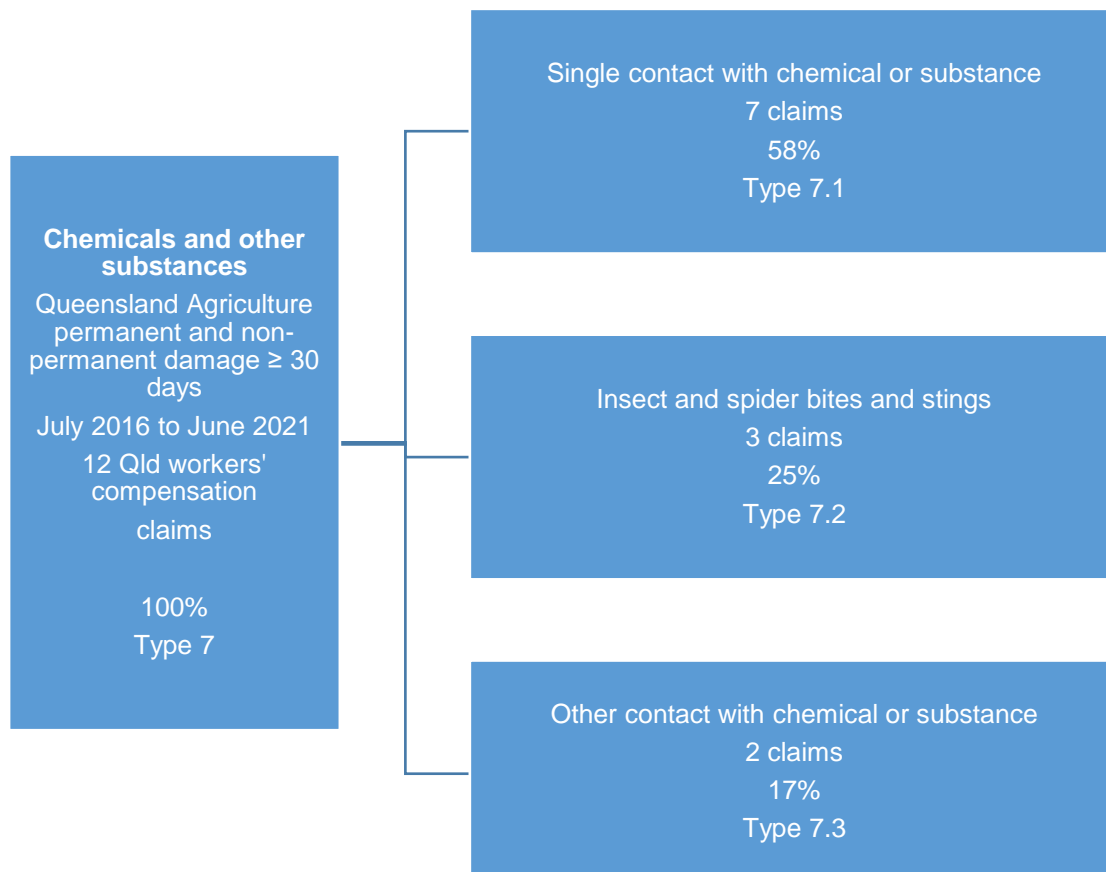 Chemicals and other
substances
Queensland Agriculture
permanent and non-
permanent damage ≥ 30
days
July 2016 to June 2021
12 Qld workers'
compensation
claims
100%
Type 7
Single contact with chemical or substance
7 claims
58%
Type 7.1
Insect and spider bites and stings
3 claims
25%
Type 7.2
Other contact with chemical or substance
2 claims
17%
Type 7.3